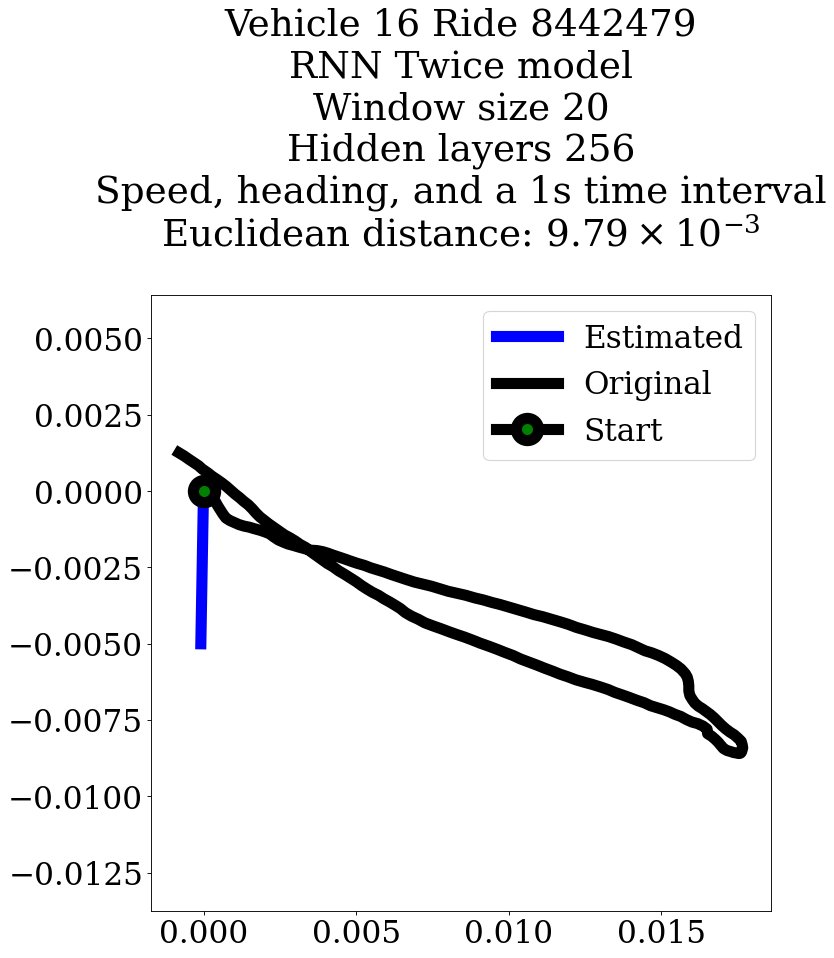 Vehicle 16 Ride 8442479
RNN Twice model
Window size 20
Hidden layers 256
Speed, heading, and a 1s time interval
Euclidean distance: 9.79 × 10⁻³
Estimated
Original
Start
0.0050
0.0025
0.0000
−0.0025
−0.0050
−0.0075
−0.0100
−0.0125
0.000 0.005 0.010 0.015